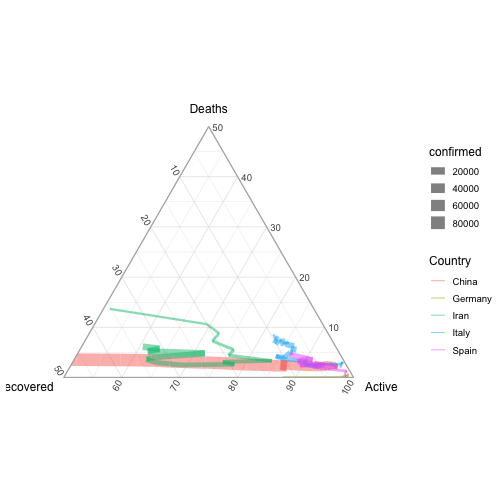 Deaths
50
10
40
20
30
30
20
40
10
50
ecovered
60
70
80
90
100
Active
confirmed
20000
40000
60000
80000
Country
China
Germany
Iran
Italy
Spain